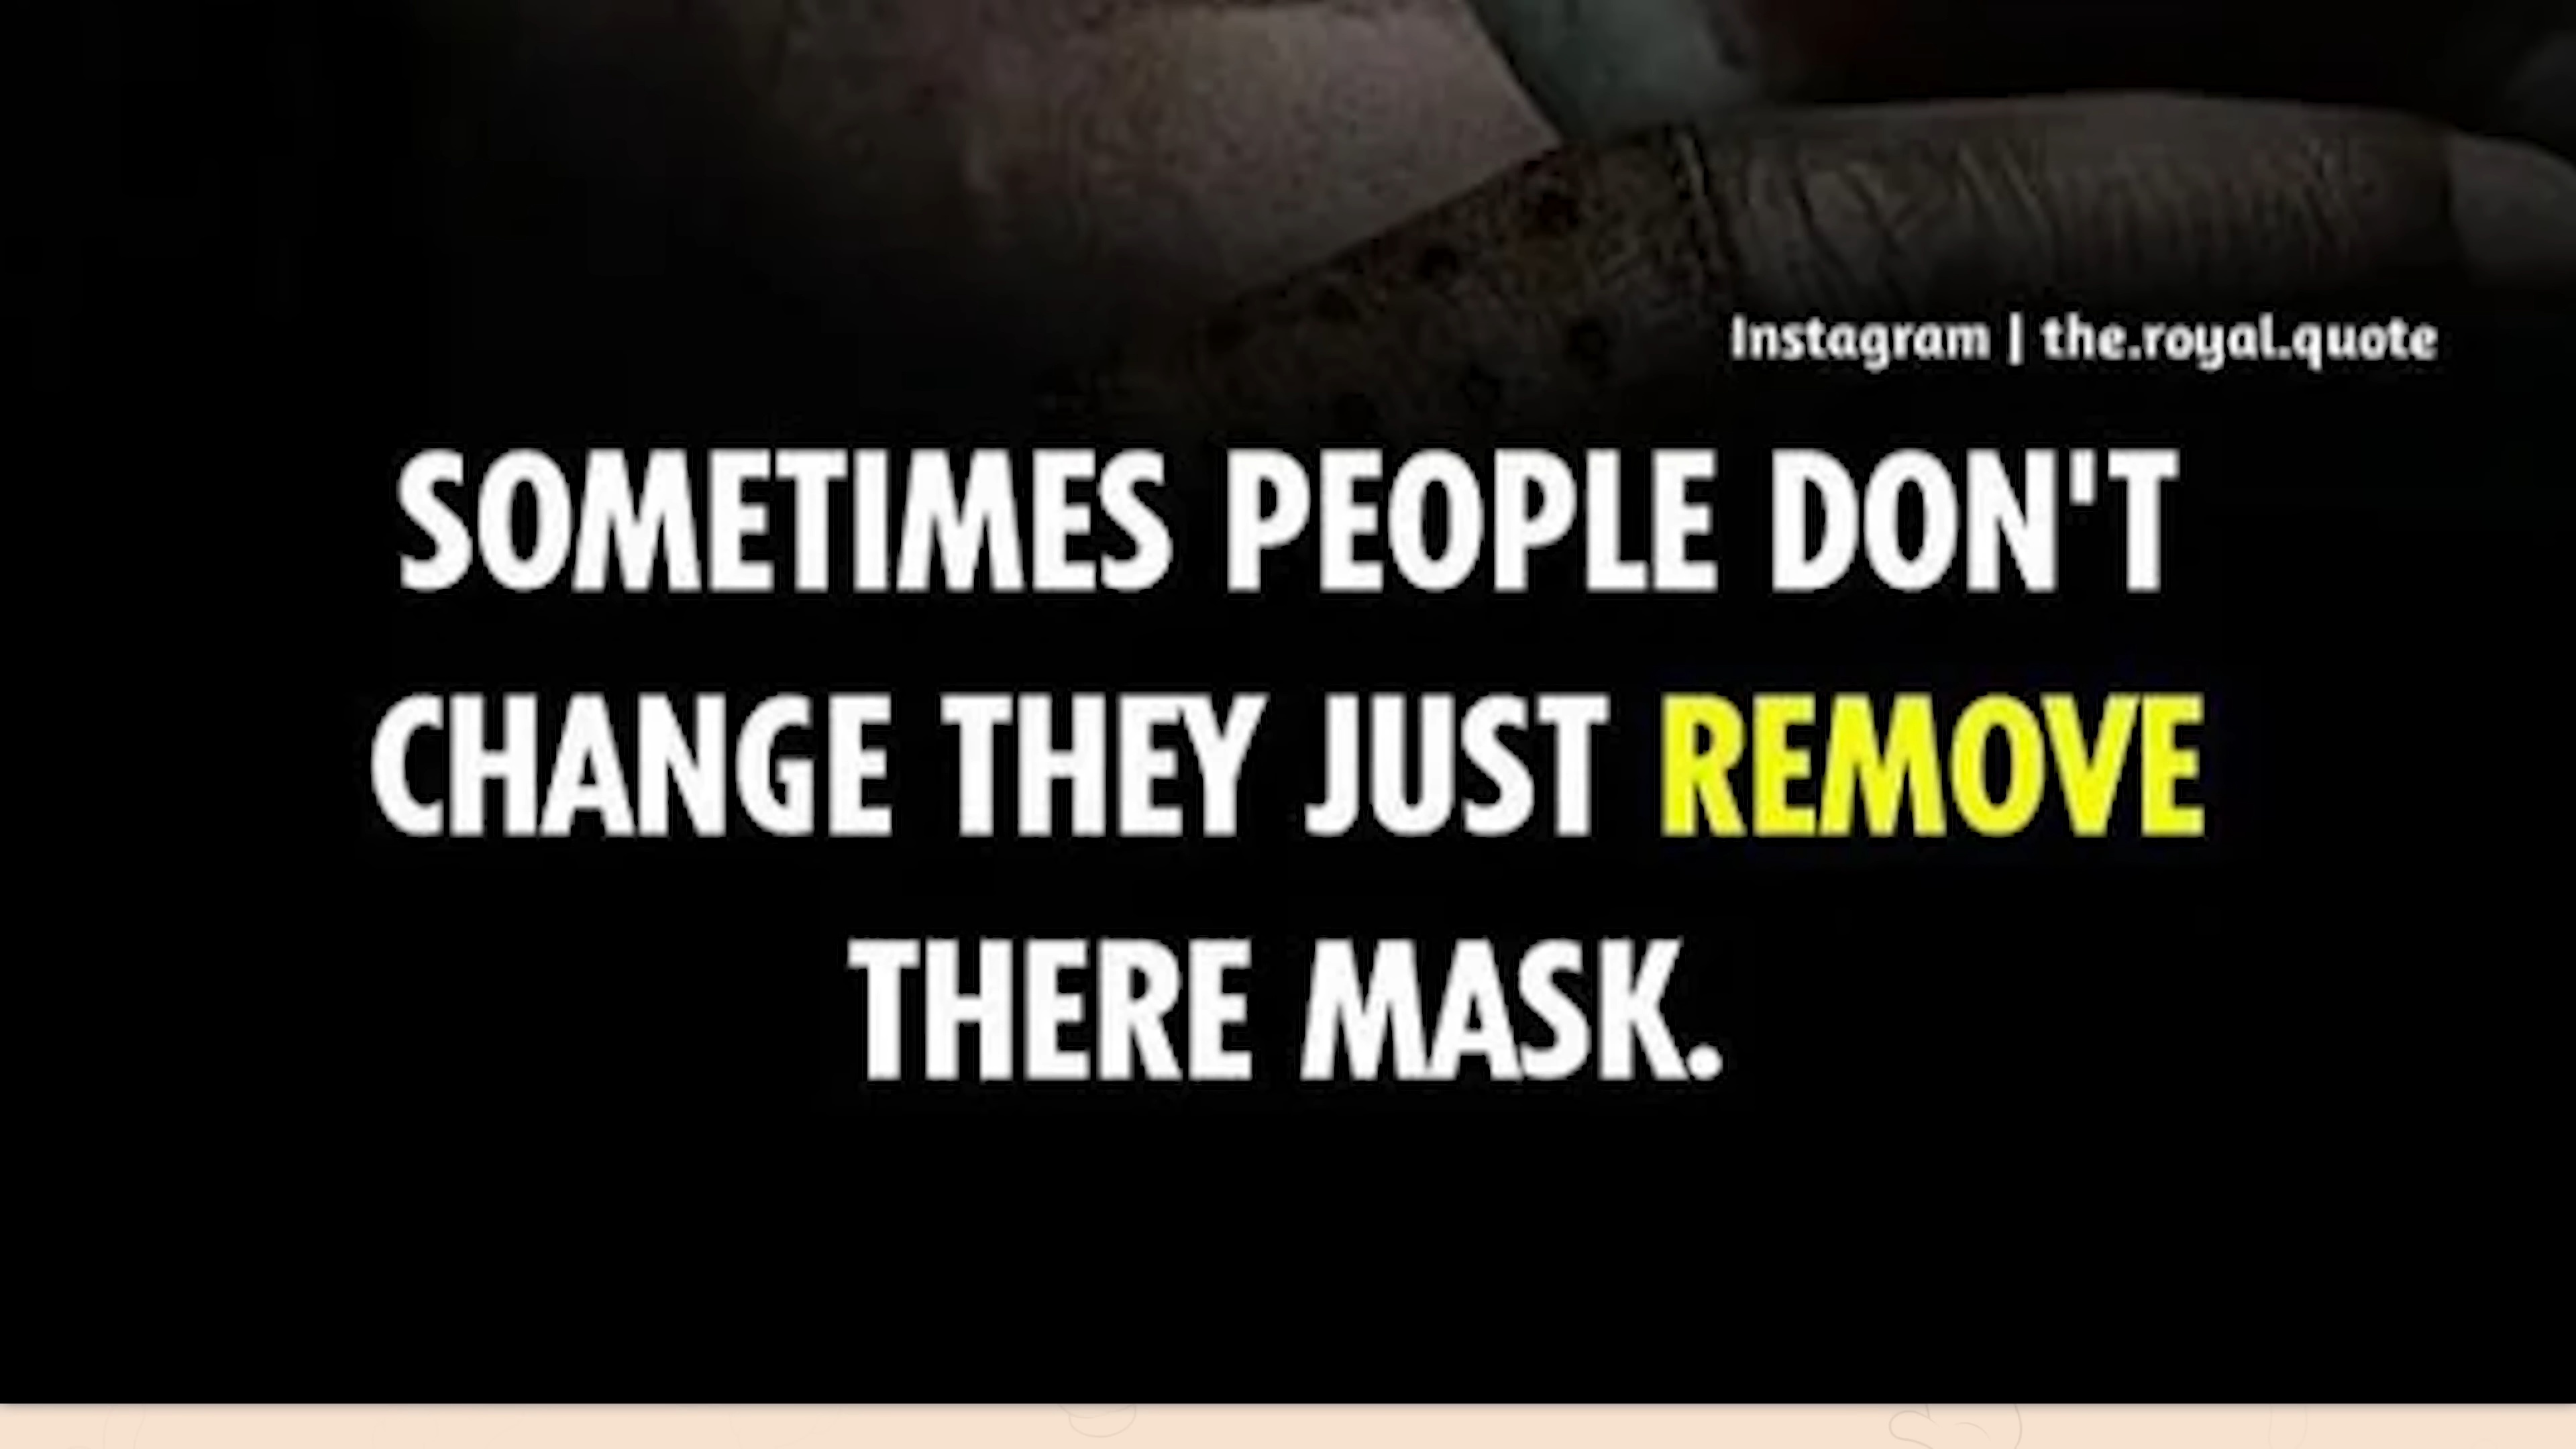 Instagram | the.royal.quote
SOMETIMES PEOPLE DON'T
CHANGE THEY JUST REMOVE
THERE MASK.